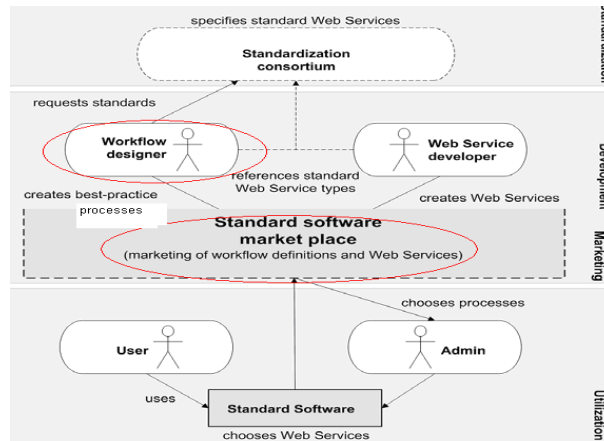 specifies standard Web Services
Standardization
consortium
requests standards
Workflow
designer
Web Service
developer
references standard
Web Service types
creates best-practice
processes
creates Web Services
Development
Standard software
market place
(marketing of workflow definitions and Web Services)
Marketing
chooses processes
User
Admin
uses
Standard Software
chooses Web Services
Utilization